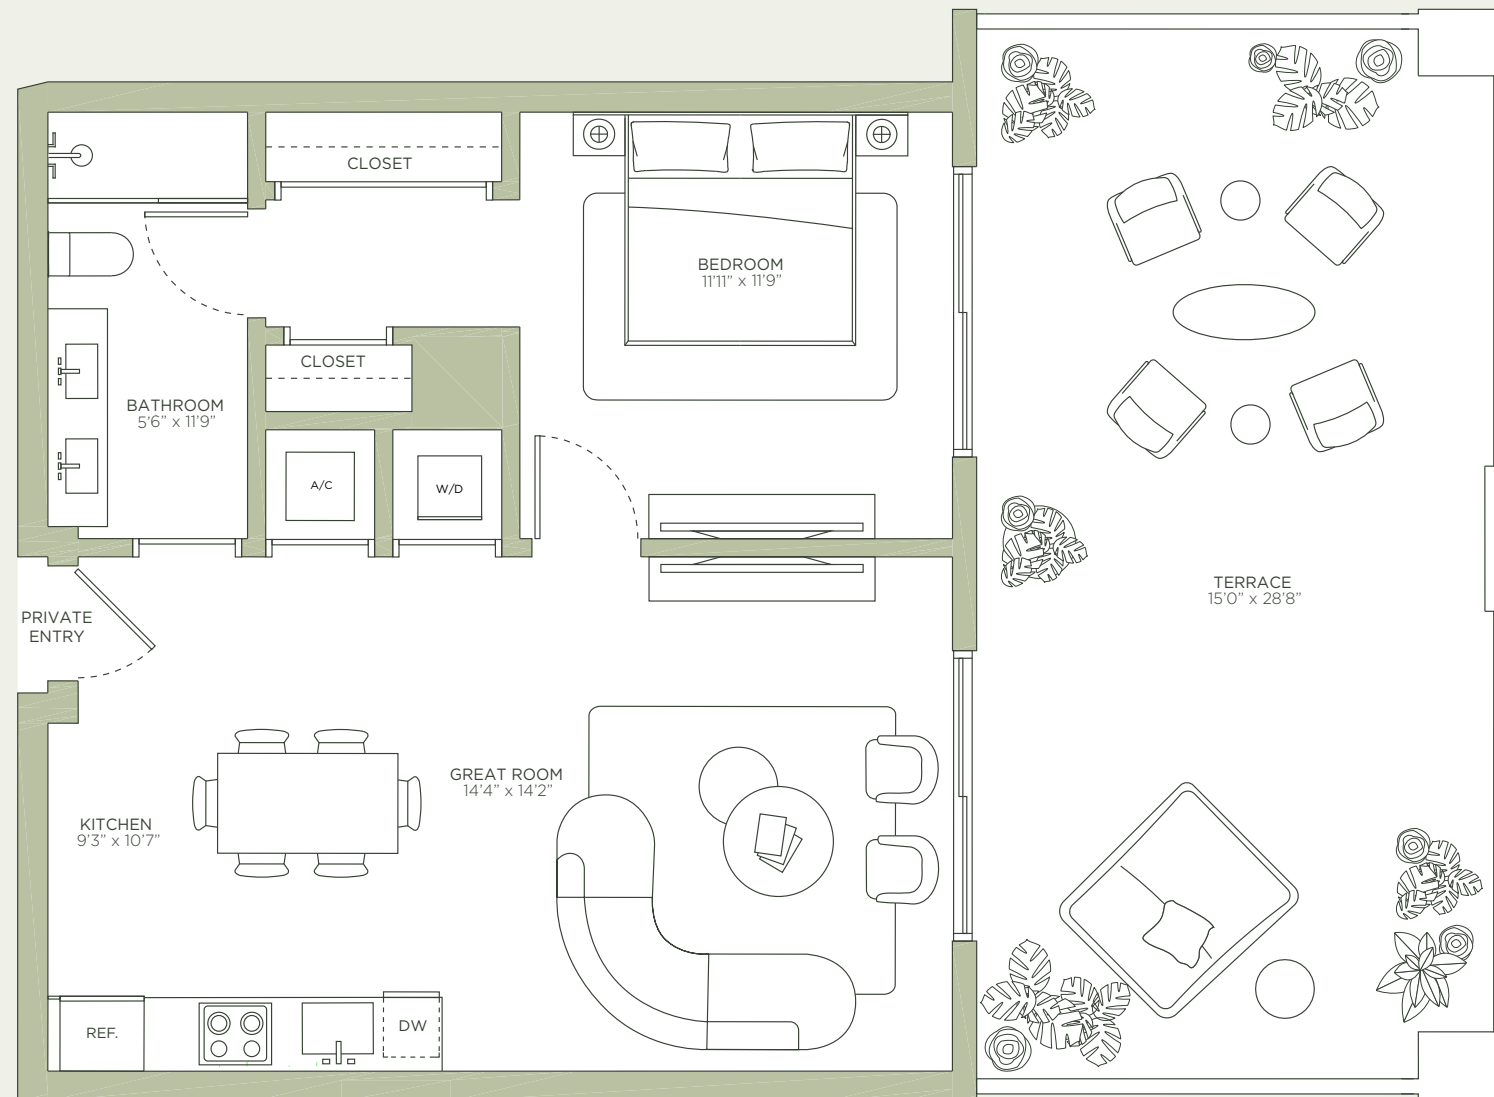 CLOSET
BEDROOM
11'11" x 11'9"
CLOSET
BATHROOM
5'6" x 11'9"
A/C
W/D
TERRACE
15'0" x 28'8"
PRIVATE
ENTRY
GREAT ROOM
14'4" x 14'2"
KITCHEN
9'3" x 10'7"
REF.
DW